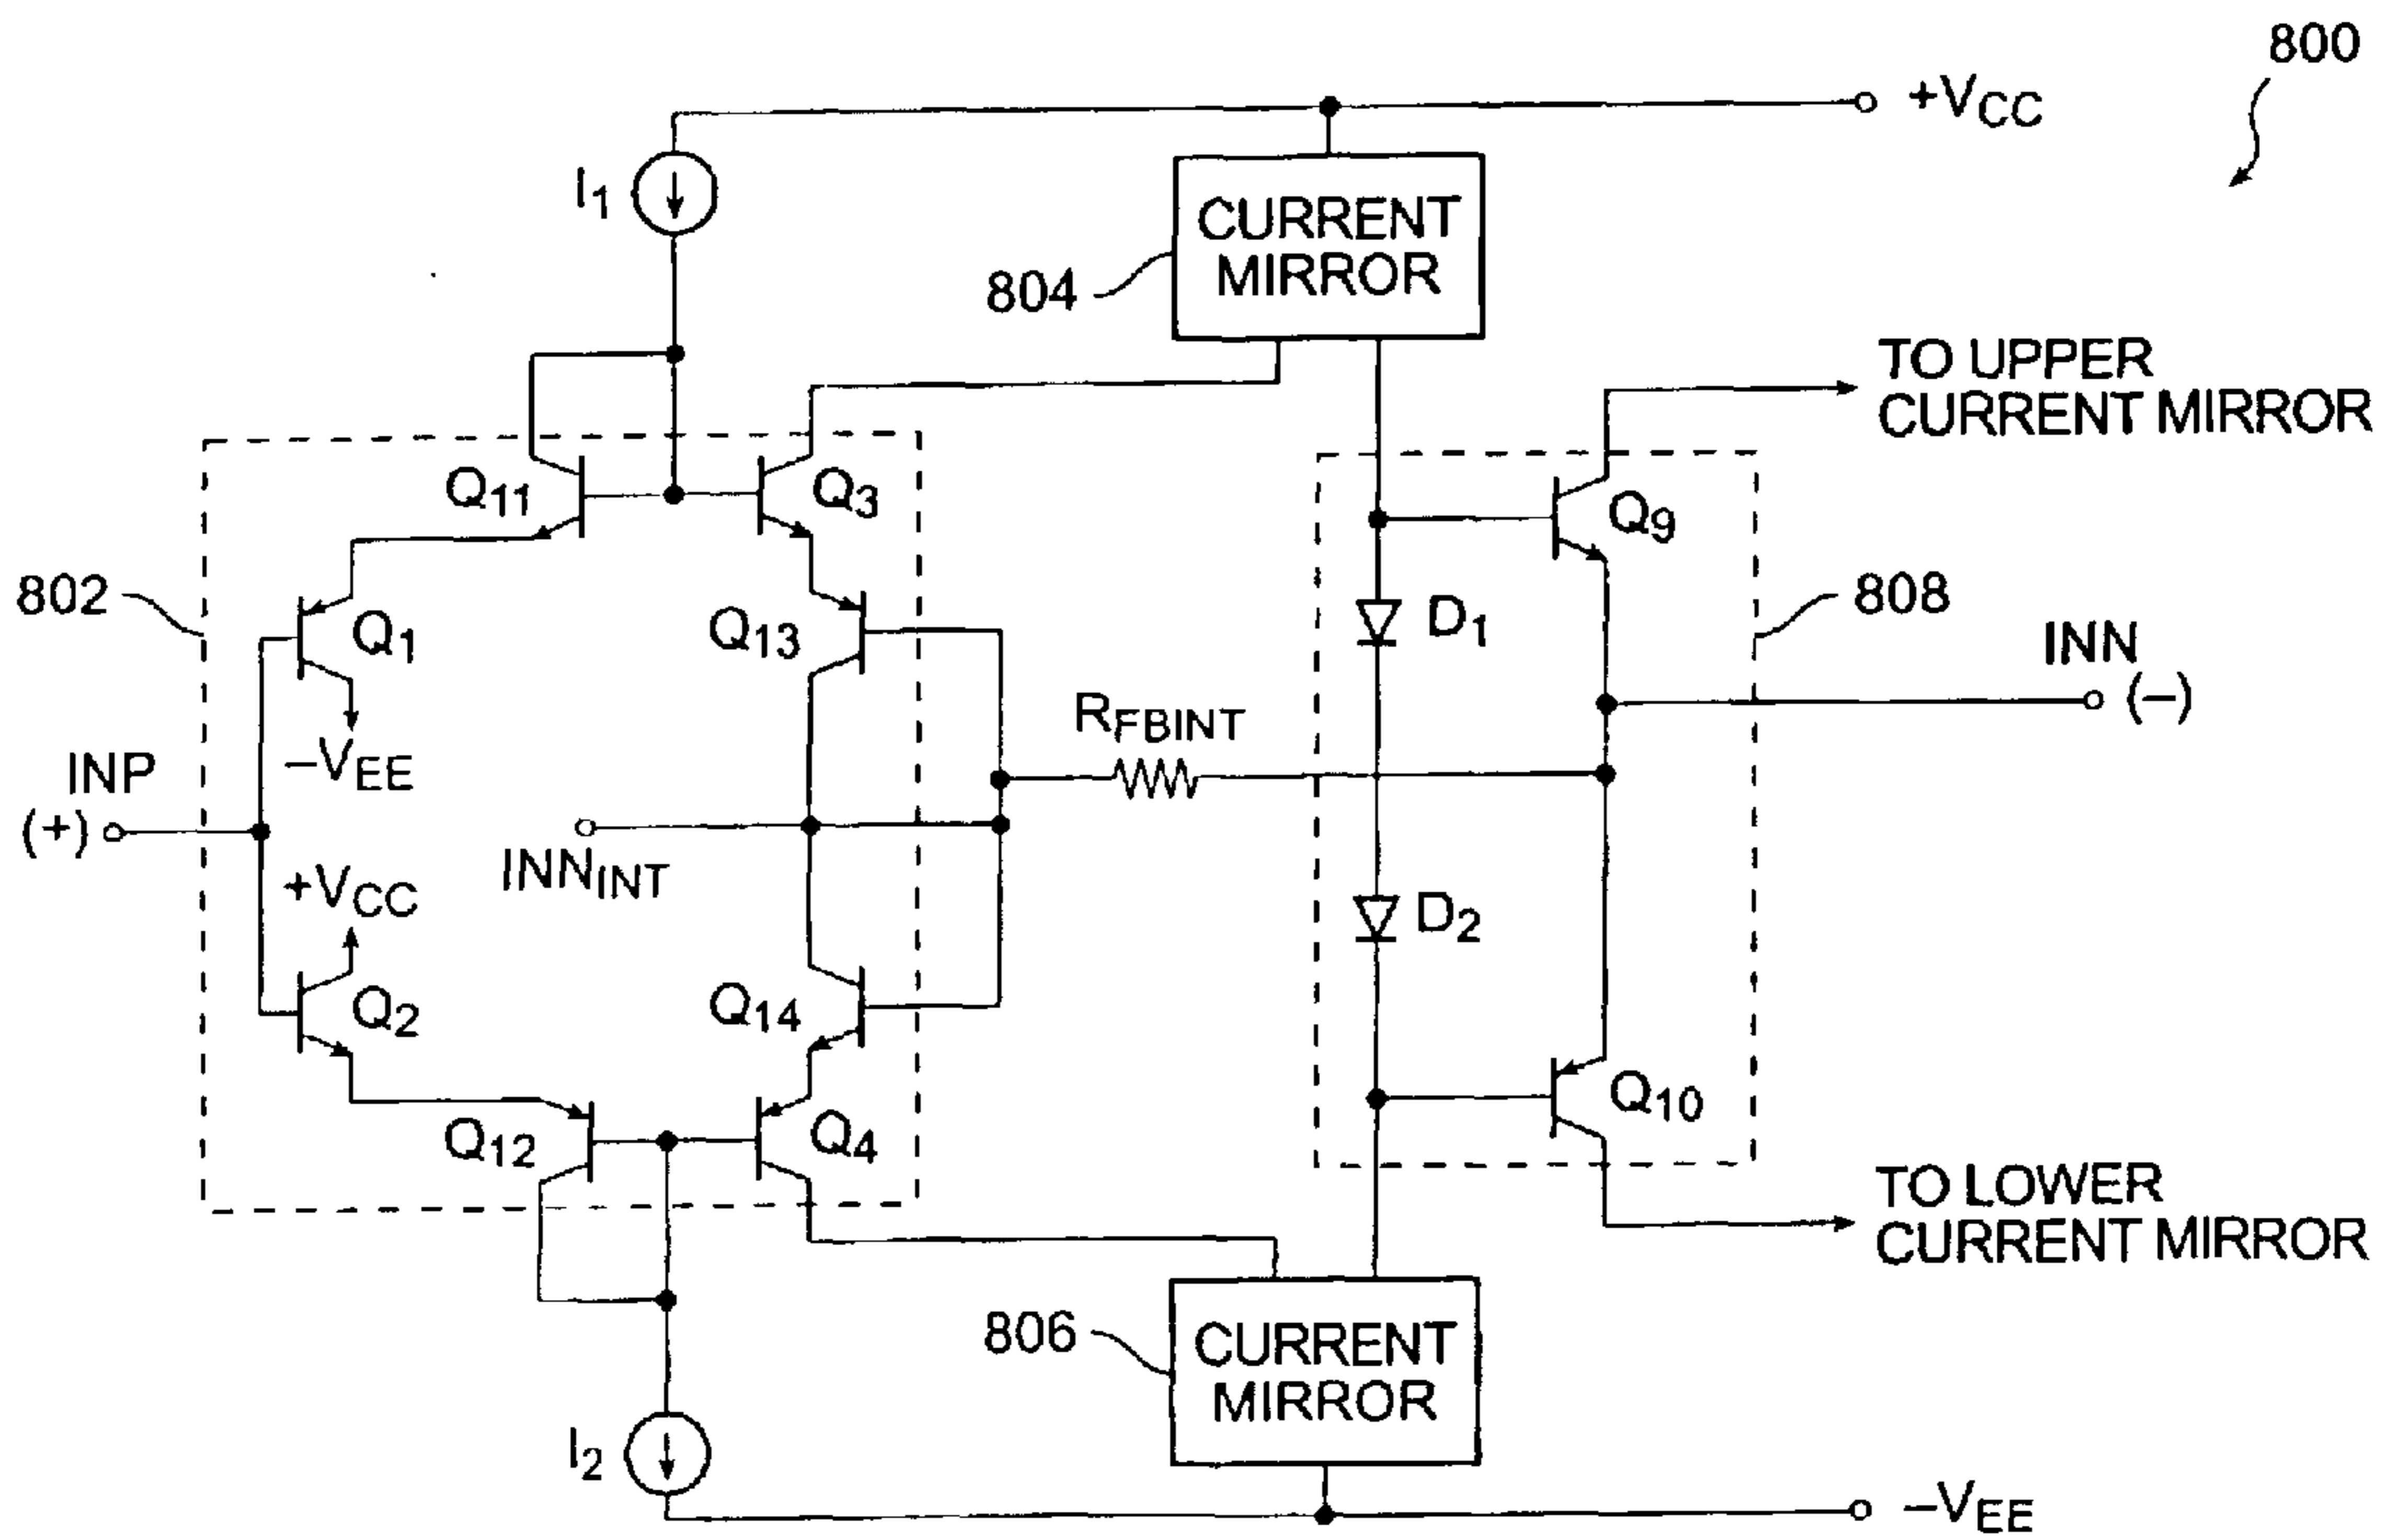 800
+VCC
I1
CURRENT
MIRROR
804
TO UPPER
CURRENT MIRROR
Q11
Q3
Q9
802
Q1
Q13
D1
808
INN
(–)
RFBINT
–VEE
INP
(+)
INNINT
+VCC
D2
Q2
Q14
Q12
Q4
Q10
TO LOWER
CURRENT MIRROR
806
CURRENT
MIRROR
I2
–VEE